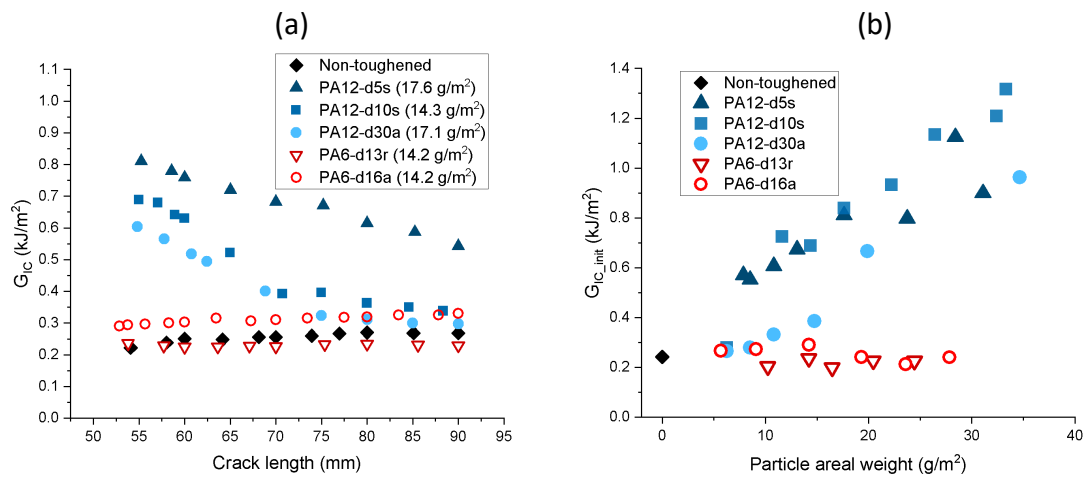 (a)
Non-toughened
PA12-d5s (17.6 g/m²)
PA12-d10s (14.3 g/m²)
PA12-d30a (17.1 g/m²)
PA6-d13r (14.2 g/m²)
PA6-d16a (14.2 g/m²)
1.1
1.0
0.9
0.8
0.7
0.6
0.5
0.4
0.3
0.2
0.1
0.0
G_IC (kJ/m²)
50 55 60 65 70 75 80 85 90 95
Crack length (mm)
(b)
Non-toughened
PA12-d5s
PA12-d10s
PA12-d30a
PA6-d13r
PA6-d16a
1.4
1.2
1.0
0.8
0.6
0.4
0.2
0.0
G_IC_init (kJ/m²)
0 10 20 30 40
Particle areal weight (g/m²)